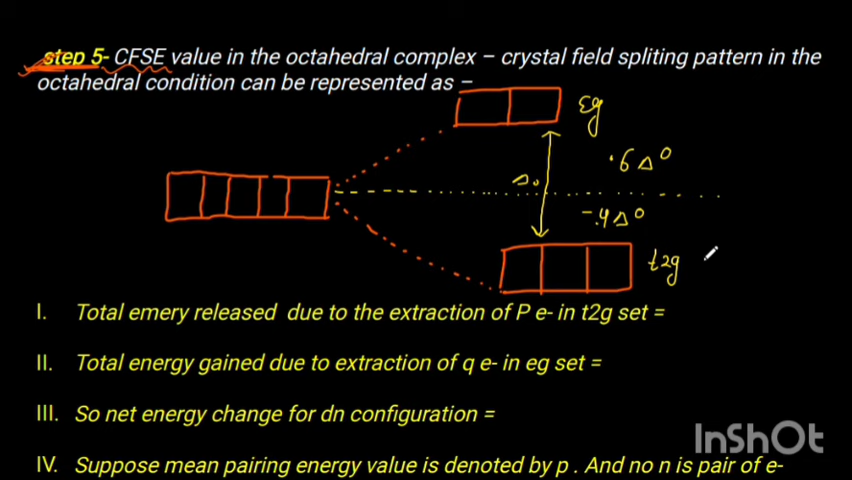 step 5- CFSE value in the octahedral complex – crystal field spliting pattern in the
octahedral condition can be represented as –
Eg
.6 Δ°
Δ₀
-.4 Δ°
t2g
I. Total emery released due to the extraction of P e- in t2g set =
II. Total energy gained due to extraction of q e- in eg set =
III. So net energy change for dn configuration =
InShOt
IV. Suppose mean pairing energy value is denoted by p . And no n is pair of e-